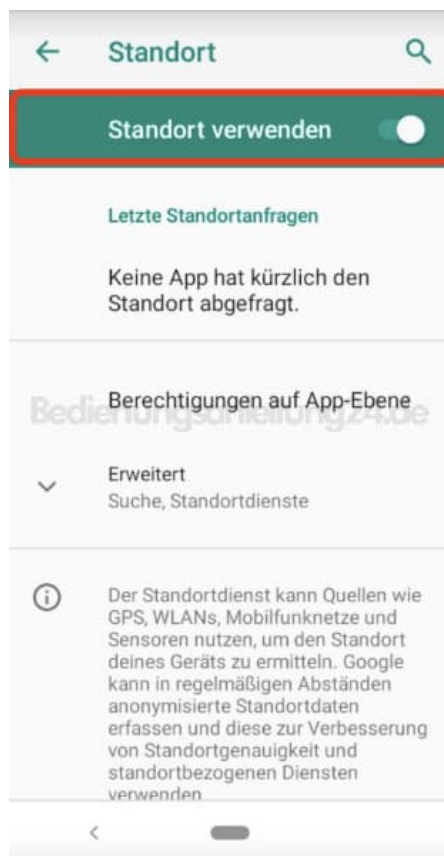 Standort
Standort verwenden
Letzte Standortanfragen
Keine App hat kürzlich den
Standort abgefragt.
Berechtigungen auf App-Ebene
Bedienungsanleitung24.de
Erweitert
Suche, Standortdienste
Der Standortdienst kann Quellen wie
GPS, WLANs, Mobilfunknetze und
Sensoren nutzen, um den Standort
deines Geräts zu ermitteln. Google
kann in regelmäßigen Abständen
anonymisierte Standortdaten
erfassen und diese zur Verbesserung
von Standortgenauigkeit und
standortbezogenen Diensten
verwenden